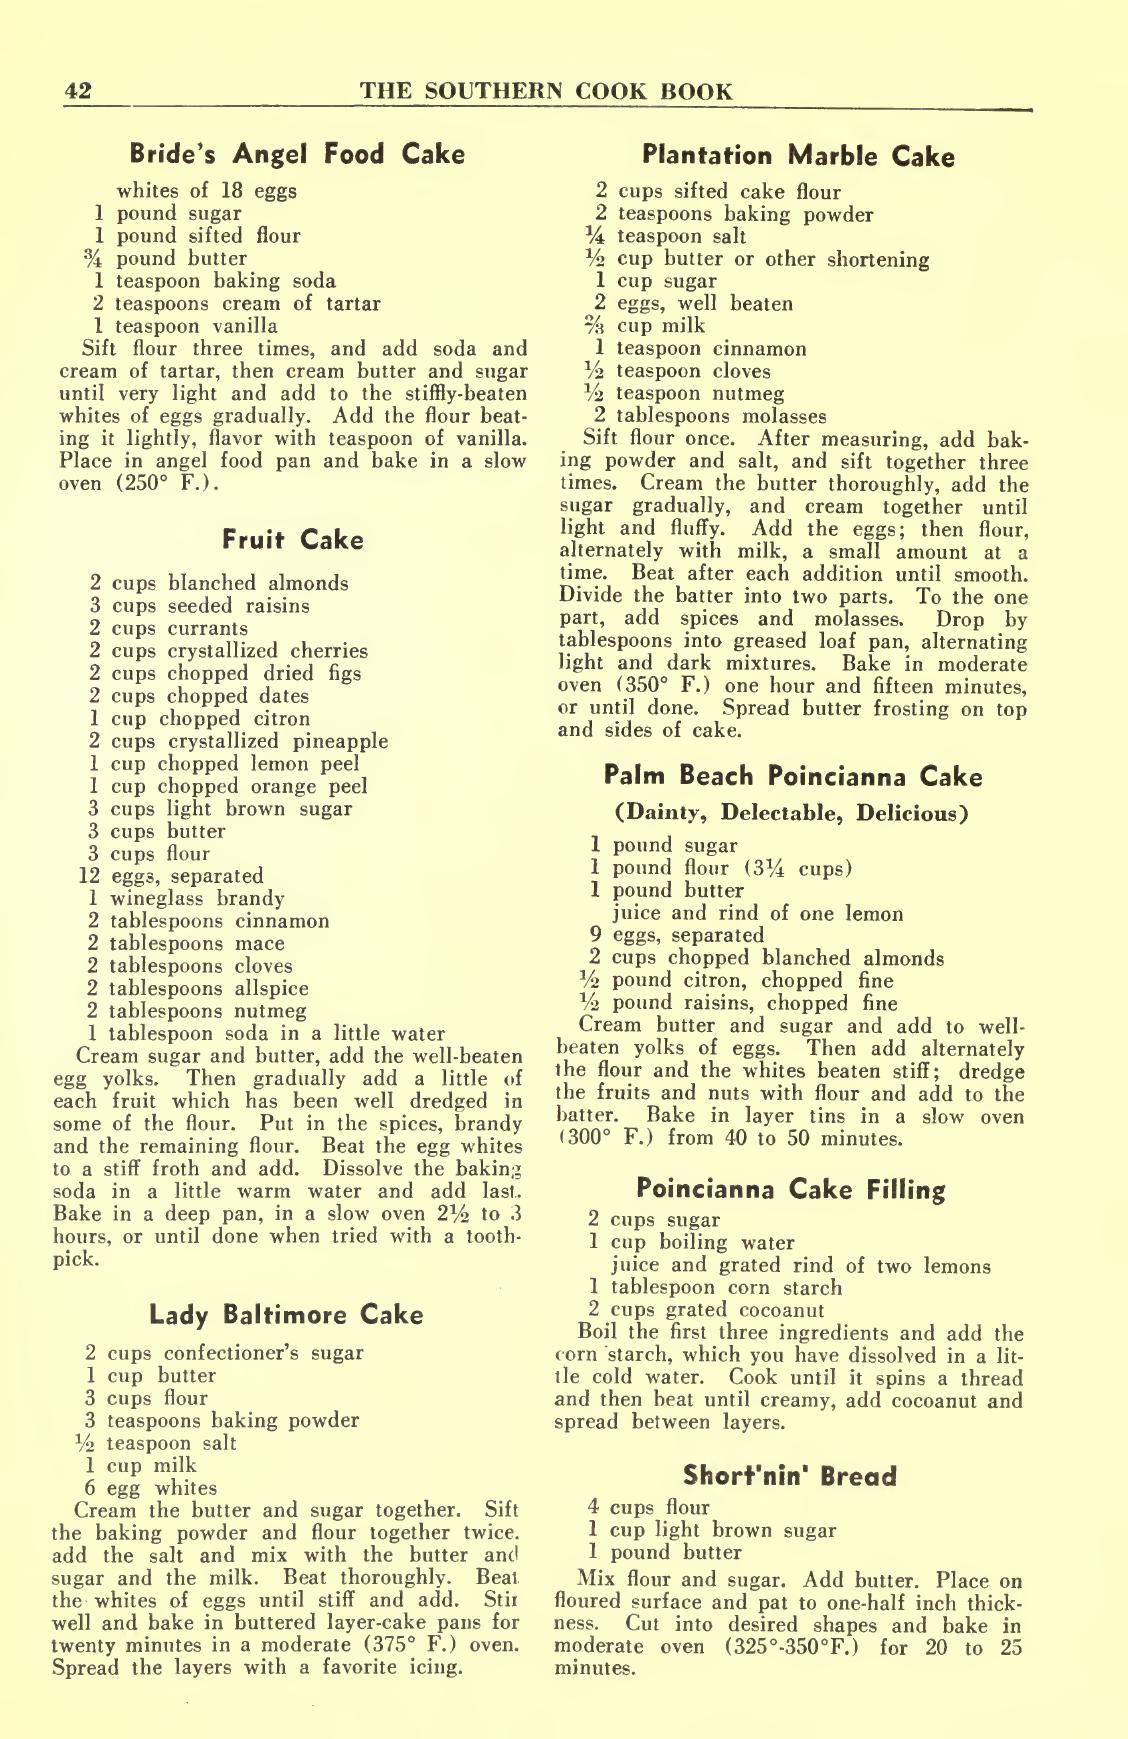 42 THE SOUTHERN COOK BOOK
Bride's Angel Food Cake
whites of 18 eggs
1 pound sugar
1 pound sifted flour
¾ pound butter
1 teaspoon baking soda
2 teaspoons cream of tartar
1 teaspoon vanilla
Sift flour three times, and add soda and
cream of tartar, then cream butter and sugar
until very light and add to the stiffly-beaten
whites of eggs gradually. Add the flour beat-
ing it lightly, flavor with teaspoon of vanilla.
Place in angel food pan and bake in a slow
oven (250° F.).
Fruit Cake
2 cups blanched almonds
3 cups seeded raisins
2 cups currants
2 cups crystallized cherries
2 cups chopped dried figs
2 cups chopped dates
1 cup chopped citron
2 cups crystallized pineapple
1 cup chopped lemon peel
1 cup chopped orange peel
3 cups light brown sugar
3 cups butter
3 cups flour
12 eggs, separated
1 wineglass brandy
2 tablespoons cinnamon
2 tablespoons mace
2 tablespoons cloves
2 tablespoons allspice
2 tablespoons nutmeg
1 tablespoon soda in a little water
Cream sugar and butter, add the well-beaten
egg yolks. Then gradually add a little of
each fruit which has been well dredged in
some of the flour. Put in the spices, brandy
and the remaining flour. Beat the egg whites
to a stiff froth and add. Dissolve the baking
soda in a little warm water and add last.
Bake in a deep pan, in a slow oven 2½ to 3
hours, or until done when tried with a tooth-
pick.
Lady Baltimore Cake
2 cups confectioner's sugar
1 cup butter
3 cups flour
3 teaspoons baking powder
½ teaspoon salt
1 cup milk
6 egg whites
Cream the butter and sugar together. Sift
the baking powder and flour together twice.
add the salt and mix with the butter and
sugar and the milk. Beat thoroughly. Beat
the whites of eggs until stiff and add. Stir
well and bake in buttered layer-cake pans for
twenty minutes in a moderate (375° F.) oven.
Spread the layers with a favorite icing.
Plantation Marble Cake
2 cups sifted cake flour
2 teaspoons baking powder
¼ teaspoon salt
½ cup butter or other shortening
1 cup sugar
2 eggs, well beaten
⅔ cup milk
1 teaspoon cinnamon
½ teaspoon cloves
½ teaspoon nutmeg
2 tablespoons molasses
Sift flour once. After measuring, add bak-
ing powder and salt, and sift together three
times. Cream the butter thoroughly, add the
sugar gradually, and cream together until
light and fluffy. Add the eggs; then flour,
alternately with milk, a small amount at a
time. Beat after each addition until smooth.
Divide the batter into two parts. To the one
part, add spices and molasses. Drop by
tablespoons into greased loaf pan, alternating
light and dark mixtures. Bake in moderate
oven (350° F.) one hour and fifteen minutes,
or until done. Spread butter frosting on top
and sides of cake.
Palm Beach Poincianna Cake
(Dainty, Delectable, Delicious)
1 pound sugar
1 pound flour (3¼ cups)
1 pound butter
juice and rind of one lemon
9 eggs, separated
2 cups chopped blanched almonds
½ pound citron, chopped fine
½ pound raisins, chopped fine
Cream butter and sugar and add to well-
beaten yolks of eggs. Then add alternately
the flour and the whites beaten stiff; dredge
the fruits and nuts with flour and add to the
batter. Bake in layer tins in a slow oven
(300° F.) from 40 to 50 minutes.
Poincianna Cake Filling
2 cups sugar
1 cup boiling water
juice and grated rind of two lemons
1 tablespoon corn starch
2 cups grated cocoanut
Boil the first three ingredients and add the
corn starch, which you have dissolved in a lit-
tle cold water. Cook until it spins a thread
and then beat until creamy, add cocoanut and
spread between layers.
Short'nin' Bread
4 cups flour
1 cup light brown sugar
1 pound butter
Mix flour and sugar. Add butter. Place on
floured surface and pat to one-half inch thick-
ness. Cut into desired shapes and bake in
moderate oven (325°-350°F.) for 20 to 25
minutes.